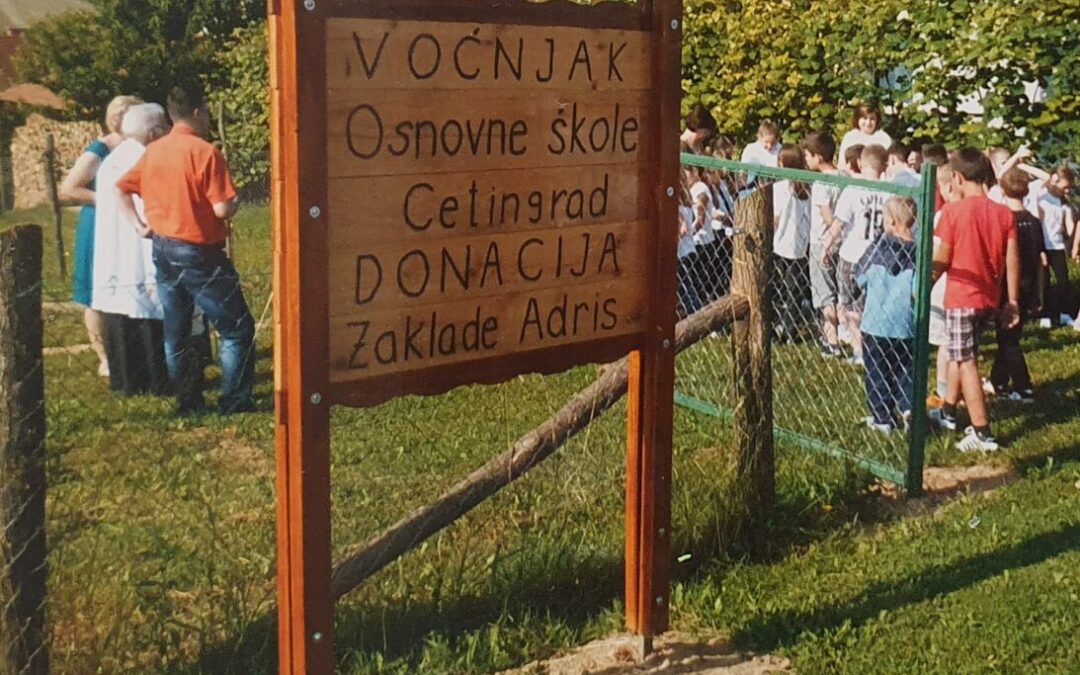 VOĆNJAK
Osnovne škole
Cetingrad
DONACIJA
Zaklade Adris